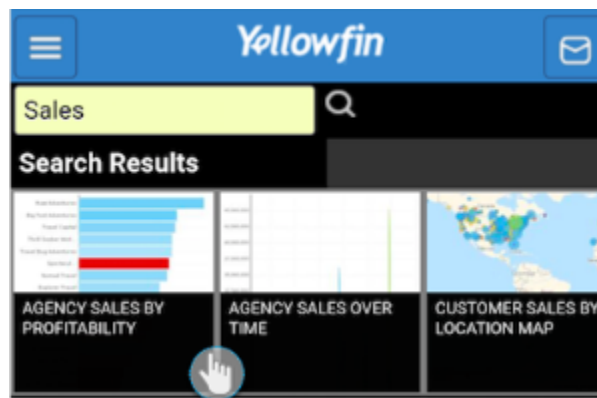 Yellowfin
Sales
Search Results
AGENCY SALES BY
PROFITABILITY
AGENCY SALES OVER
TIME
CUSTOMER SALES BY
LOCATION MAP